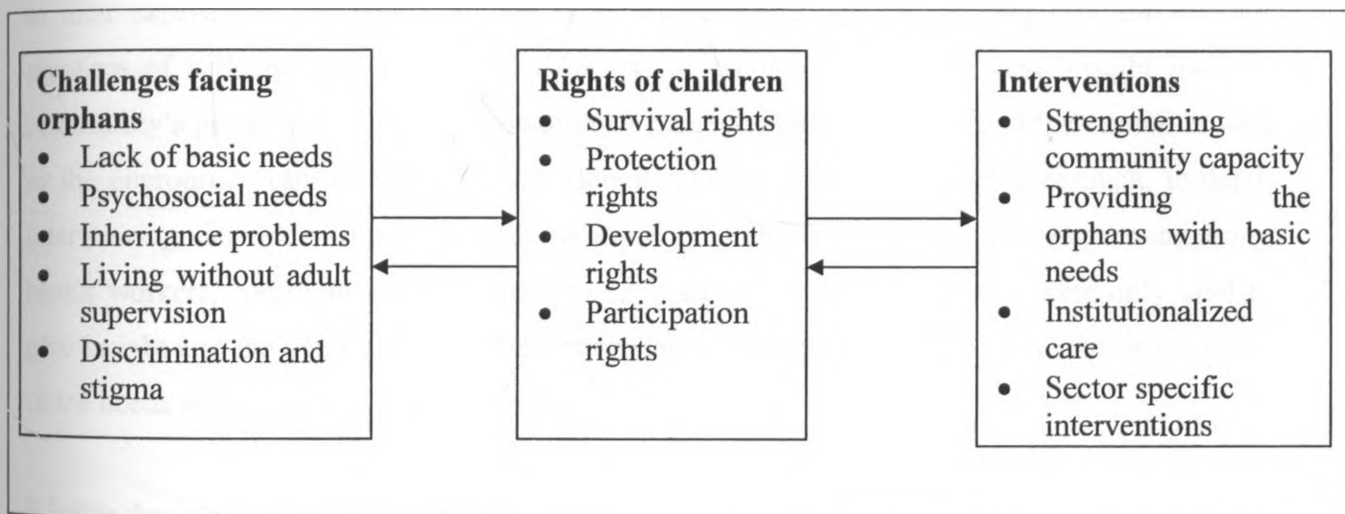 Challenges facing
orphans
• Lack of basic needs
• Psychosocial needs
• Inheritance problems
• Living without adult
supervision
• Discrimination and
stigma
Rights of children
• Survival rights
• Protection
rights
• Development
rights
• Participation
rights
Interventions
• Strengthening
community capacity
• Providing the
orphans with basic
needs
• Institutionalized
care
• Sector specific
interventions